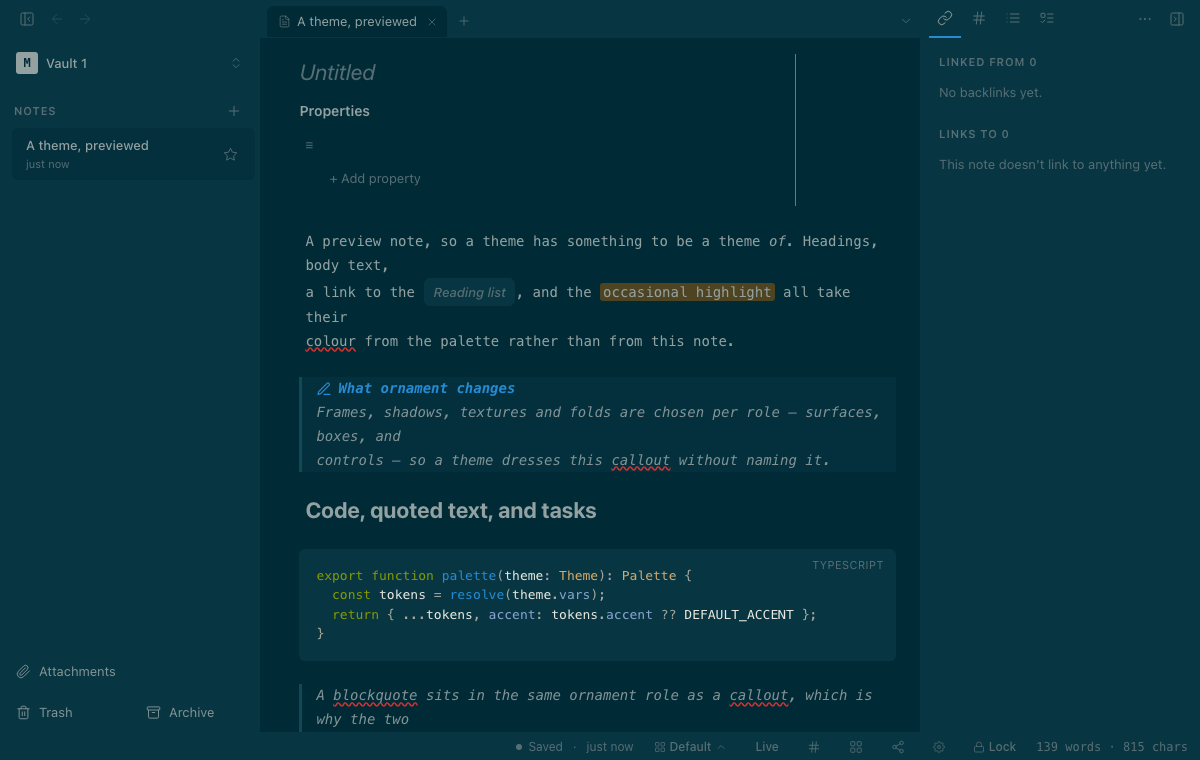 A theme, previewed
M Vault 1
NOTES
A theme, previewed
just now
Attachments
Trash
Archive
Untitled
Properties
+ Add property
A preview note, so a theme has something to be a theme of. Headings,
body text,
a link to the Reading list, and the occasional highlight all take
their
colour from the palette rather than from this note.
What ornament changes
Frames, shadows, textures and folds are chosen per role — surfaces,
boxes, and
controls — so a theme dresses this callout without naming it.
Code, quoted text, and tasks
TYPESCRIPT
export function palette(theme: Theme): Palette {
  const tokens = resolve(theme.vars);
  return { ...tokens, accent: tokens.accent ?? DEFAULT_ACCENT };
}
A blockquote sits in the same ornament role as a callout, which is
why the two
LINKED FROM 0
No backlinks yet.
LINKS TO 0
This note doesn't link to anything yet.
Saved · just now
Default
Live
Lock
139 words · 815 chars